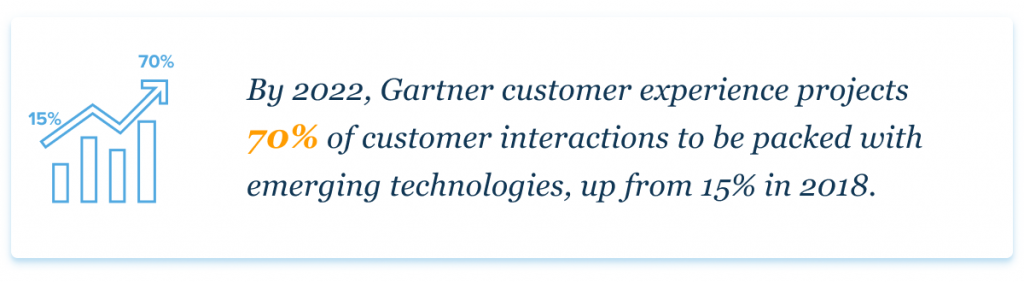 70%
15%
By 2022, Gartner customer experience projects
70% of customer interactions to be packed with
emerging technologies, up from 15% in 2018.